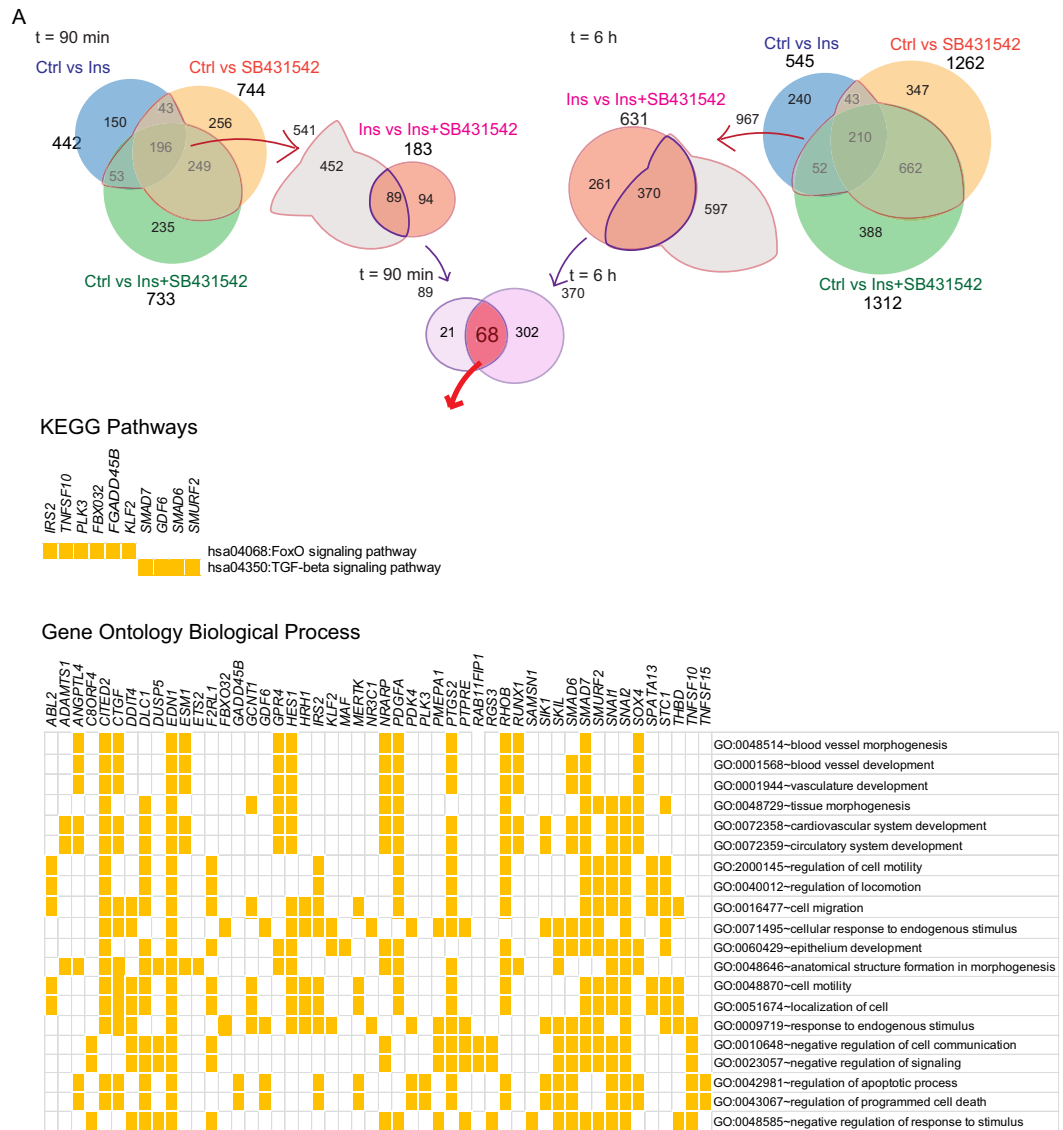 A
t = 90 min
Ctrl vs Ins
442
Ctrl vs SB431542
744
150
43
256
196
53
249
235
Ctrl vs Ins+SB431542
733
541
452
Ins vs Ins+SB431542
183
89
94
t = 6 h
Ctrl vs Ins
545
Ctrl vs SB431542
1262
Ins vs Ins+SB431542
631
967
240
43
347
210
52
662
388
Ctrl vs Ins+SB431542
1312
261
370
597
t = 90 min
89
t = 6 h
370
21
68
302
KEGG Pathways
IRS2
TNFSF10
PLK3
FBX032
FGADD45B
KLF2
SMAD7
GDF6
SMAD6
SMURF2
hsa04068:FoxO signaling pathway
hsa04350:TGF-beta signaling pathway
Gene Ontology Biological Process
ABL2
ADAMTS1
ANGPTL4
C8ORF4
CITED2
CTGF
DDIT4
DLC1
DUSP5
EDN1
ESM1
ETS2
F2RL1
FBXO32
GADD45B
GCNT1
GDF6
GPR4
HES1
HRH1
IRS2
KLF2
MAF
MERTK
NR3C1
NRARP
PDGFA
PDK4
PLK3
PMEPA1
PTGS2
PTPRE
RAB11FIP1
RGS3
RHOB
RUNX1
SAMSN1
SIK1
SKIL
SMAD6
SMAD7
SMURF2
SNAI1
SNAI2
SOX4
SPATA13
STC1
THBD
TNFSF10
TNFSF15
GO:0048514~blood vessel morphogenesis
GO:0001568~blood vessel development
GO:0001944~vasculature development
GO:0048729~tissue morphogenesis
GO:0072358~cardiovascular system development
GO:0072359~circulatory system development
GO:2000145~regulation of cell motility
GO:0040012~regulation of locomotion
GO:0016477~cell migration
GO:0071495~cellular response to endogenous stimulus
GO:0060429~epithelium development
GO:0048646~anatomical structure formation in morphogenesis
GO:0048870~cell motility
GO:0051674~localization of cell
GO:0009719~response to endogenous stimulus
GO:0010648~negative regulation of cell communication
GO:0023057~negative regulation of signaling
GO:0042981~regulation of apoptotic process
GO:0043067~regulation of programmed cell death
GO:0048585~negative regulation of response to stimulus